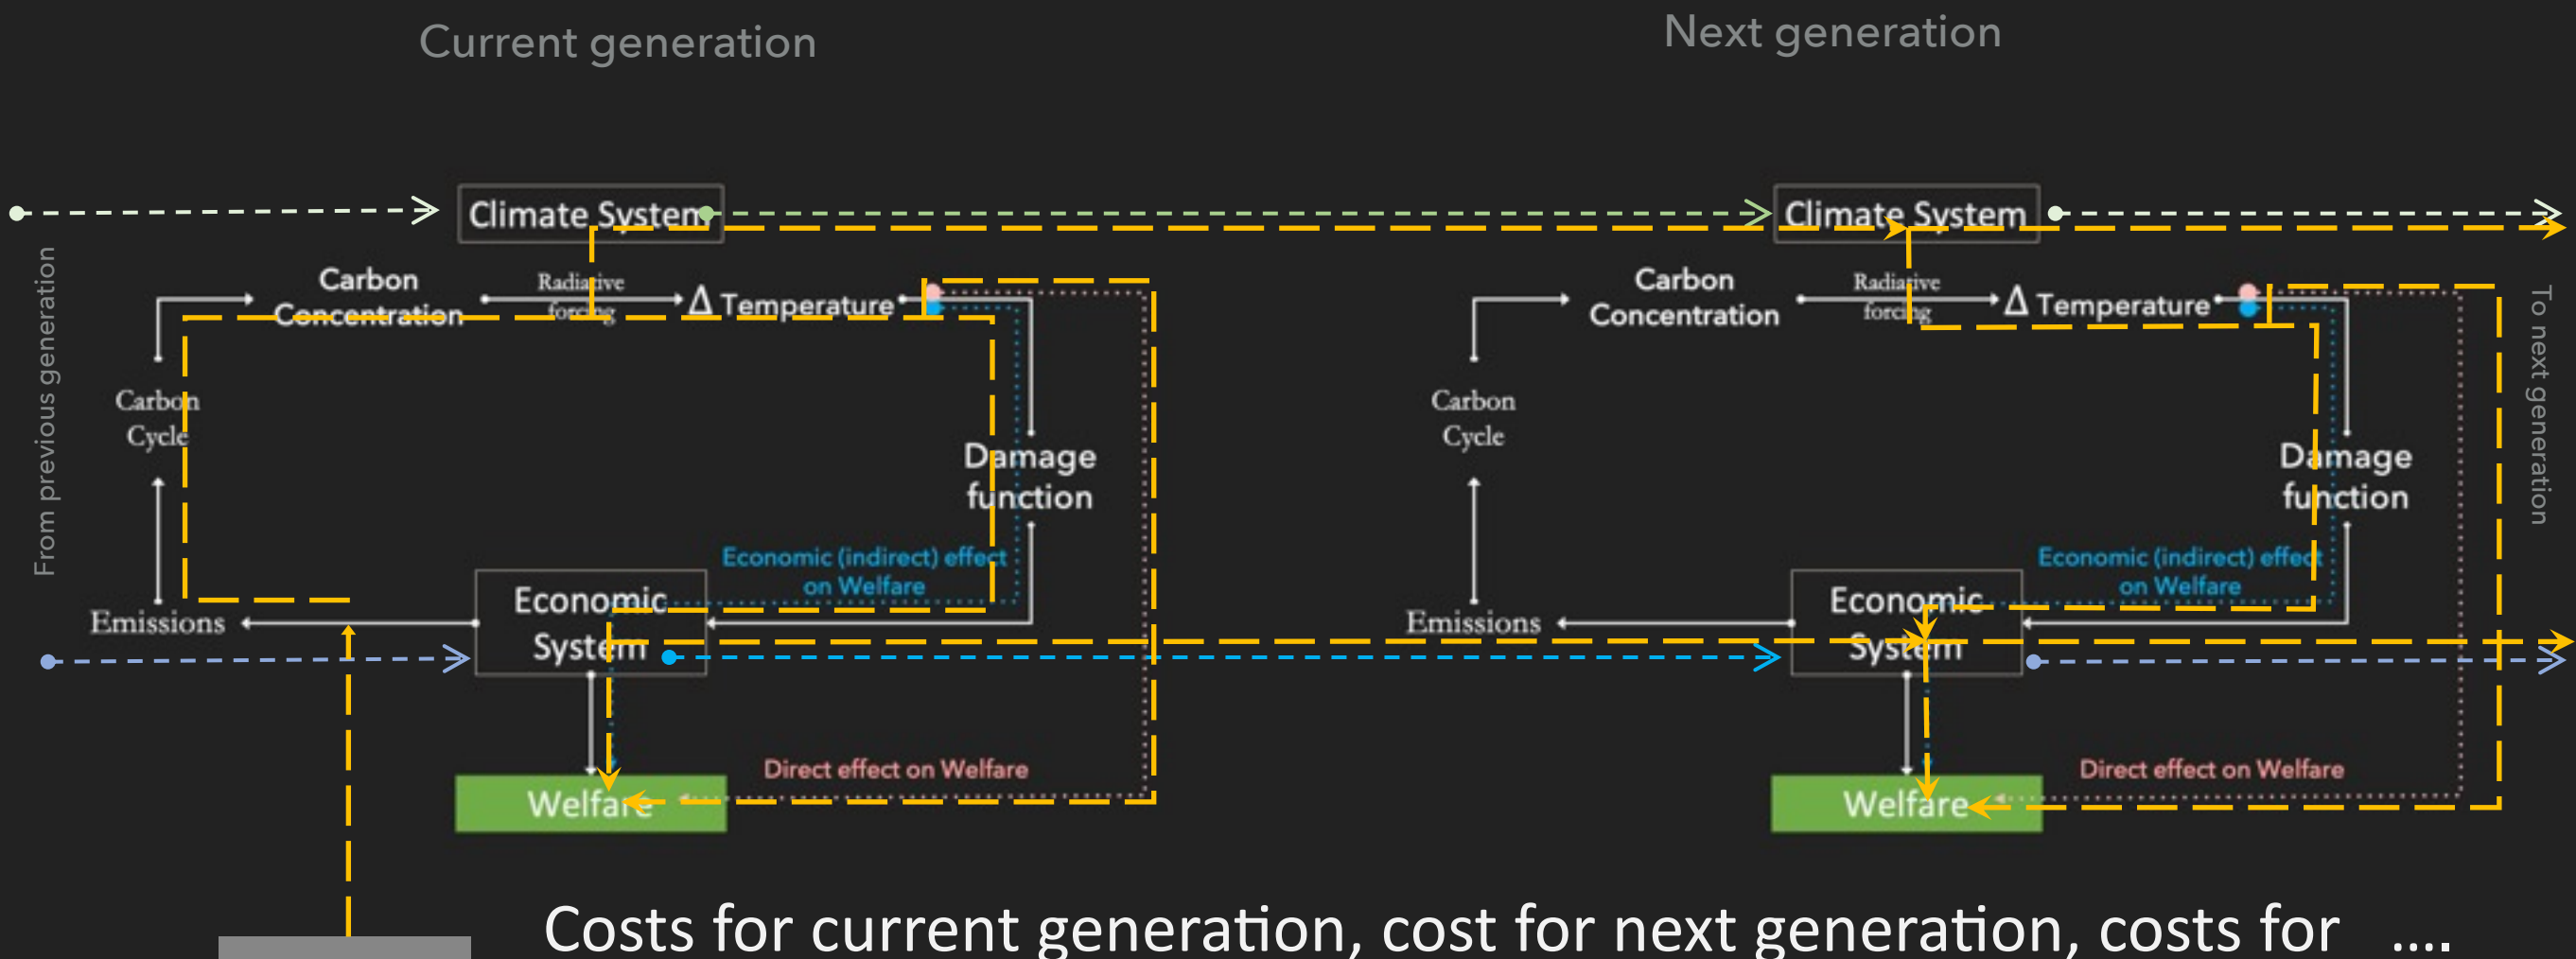 Current generation
Next generation
From previous generation
Climate System
Carbon
Concentration
Radiative
forcing
Δ Temperature
Carbon
Cycle
Damage
function
Economic (indirect) effect
on Welfare
Economic
System
Emissions
Direct effect on Welfare
Welfare
Climate System
Carbon
Concentration
Radiative
forcing
Δ Temperature
Carbon
Cycle
Damage
function
Economic (indirect) effect
on Welfare
Economic
System
Emissions
Direct effect on Welfare
Welfare
To next generation
Costs for current generation, cost for next generation, costs for ....